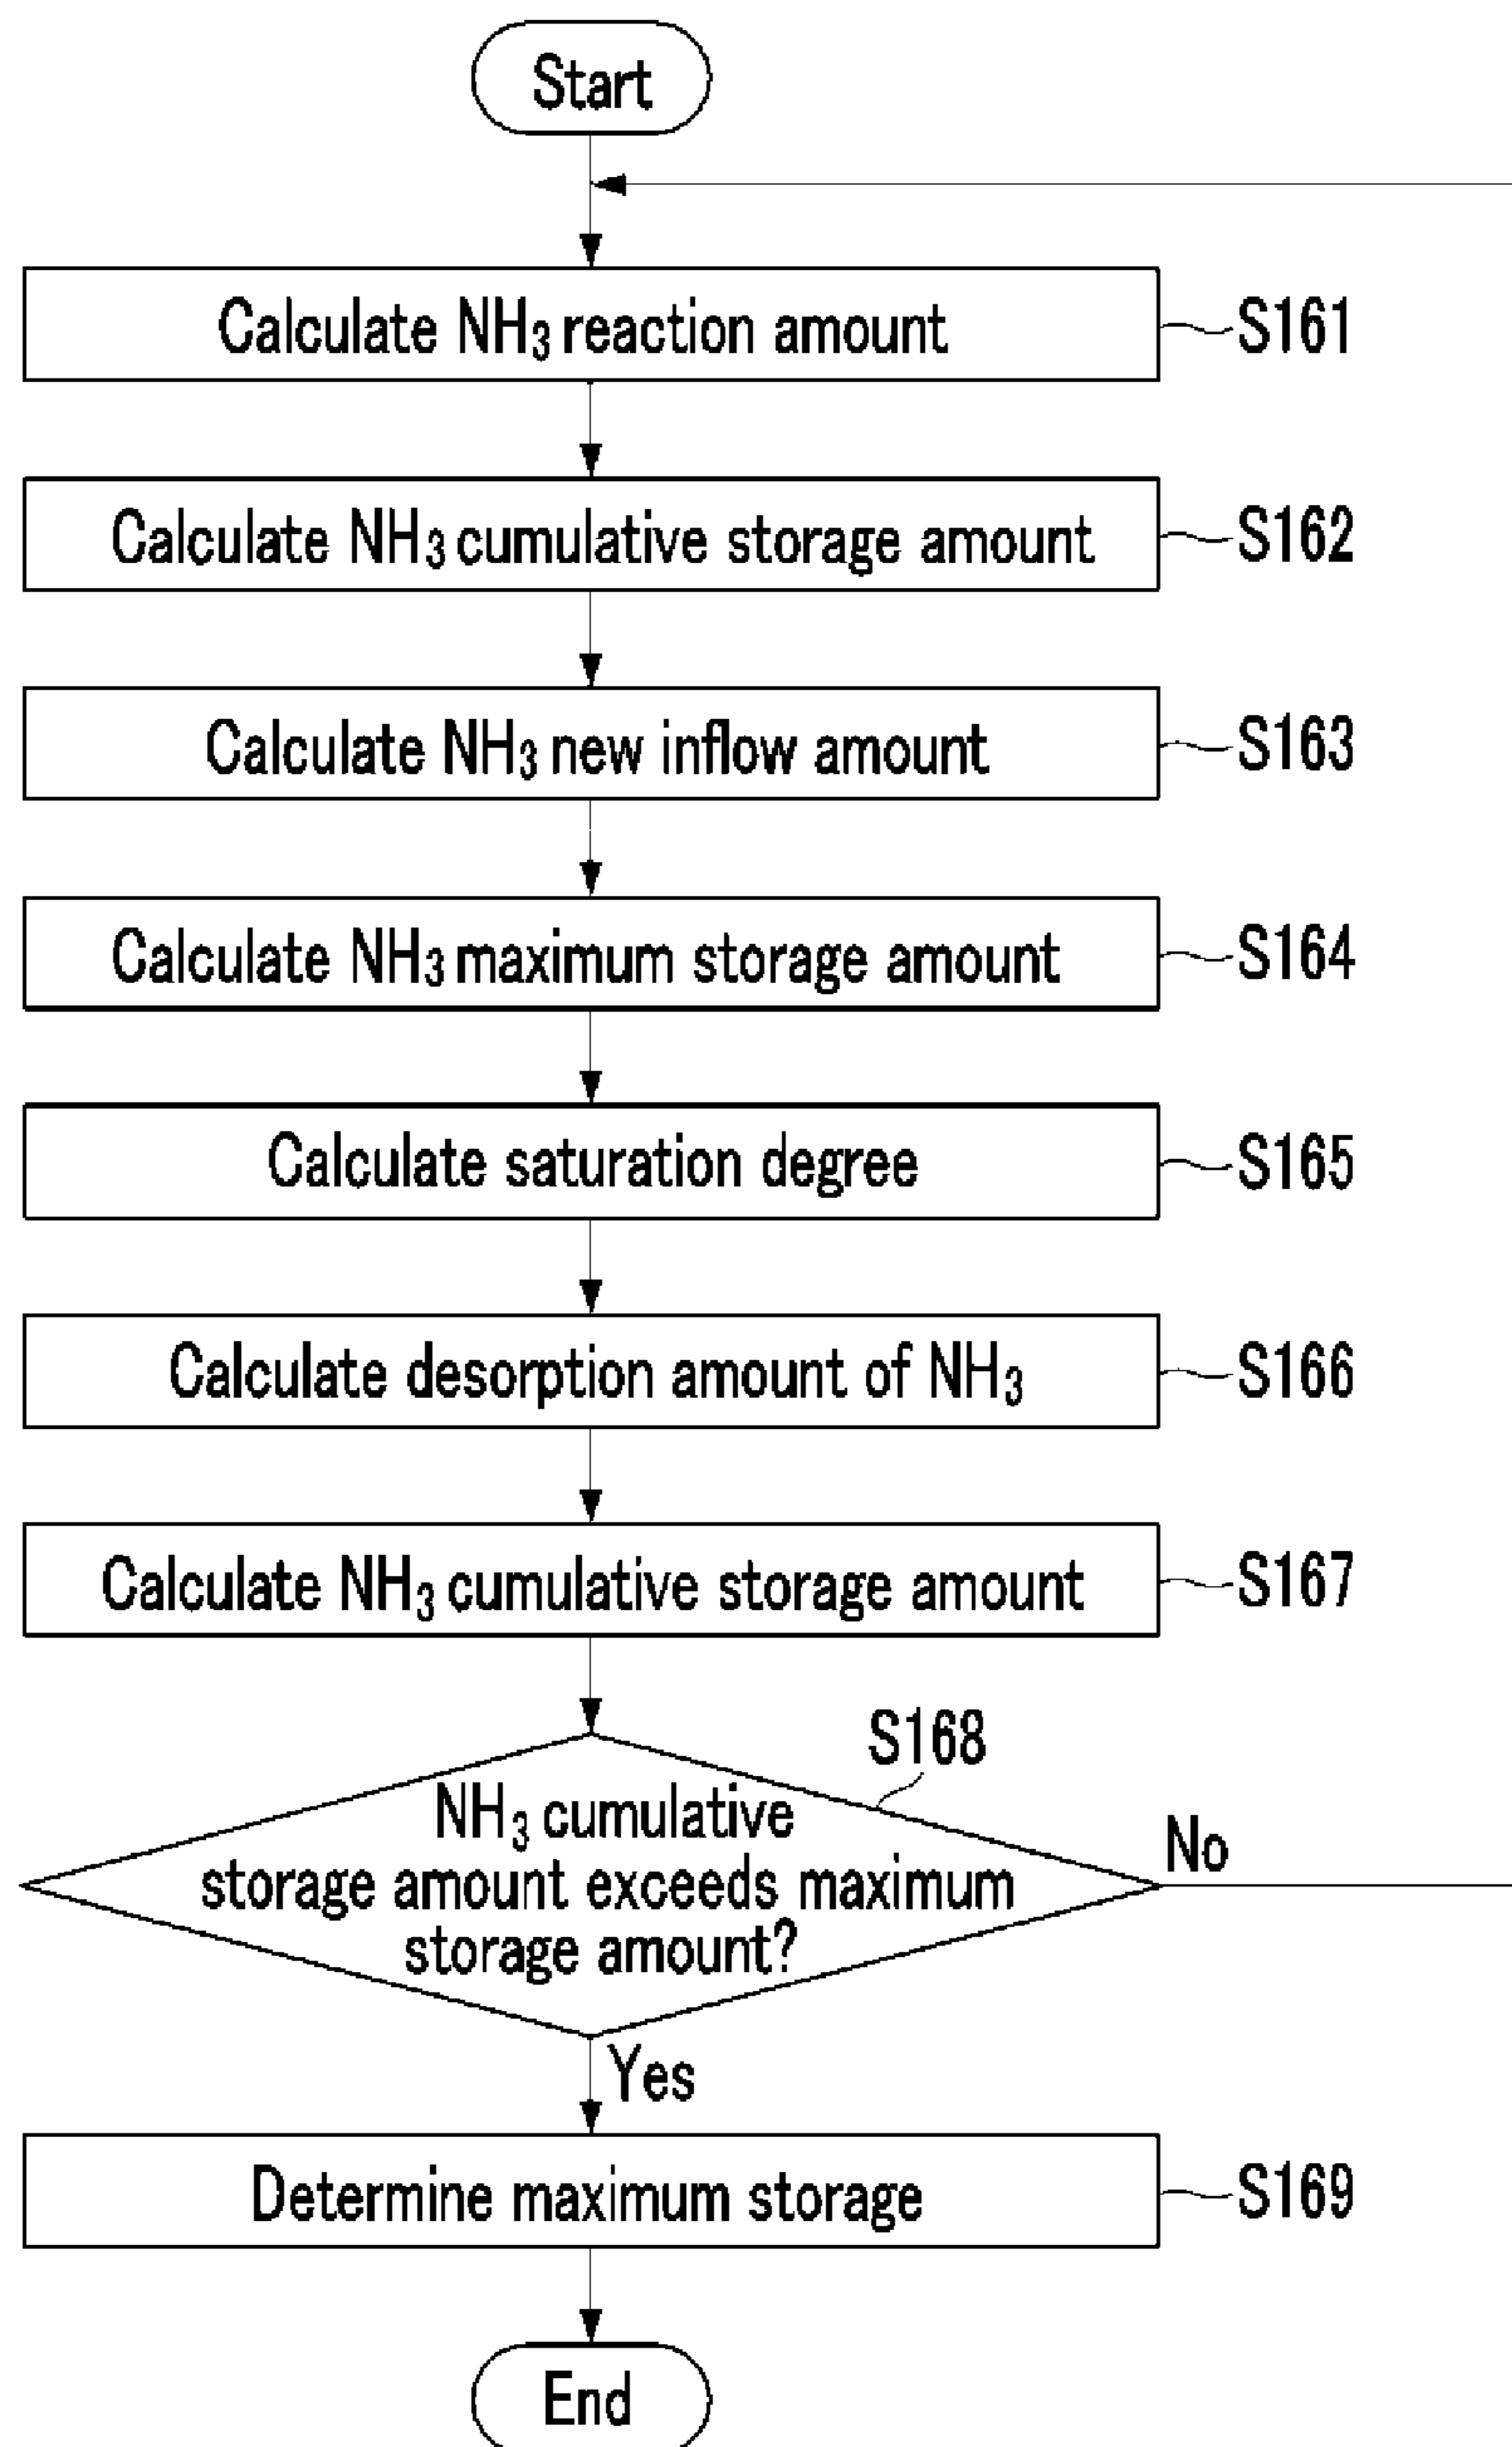 Start
Calculate NH₃ reaction amount
S161
Calculate NH₃ cumulative storage amount
S162
Calculate NH₃ new inflow amount
S163
Calculate NH₃ maximum storage amount
S164
Calculate saturation degree
S165
Calculate desorption amount of NH₃
S166
Calculate NH₃ cumulative storage amount
S167
S168
NH₃ cumulative
storage amount exceeds maximum
storage amount?
No
Yes
Determine maximum storage
S169
End